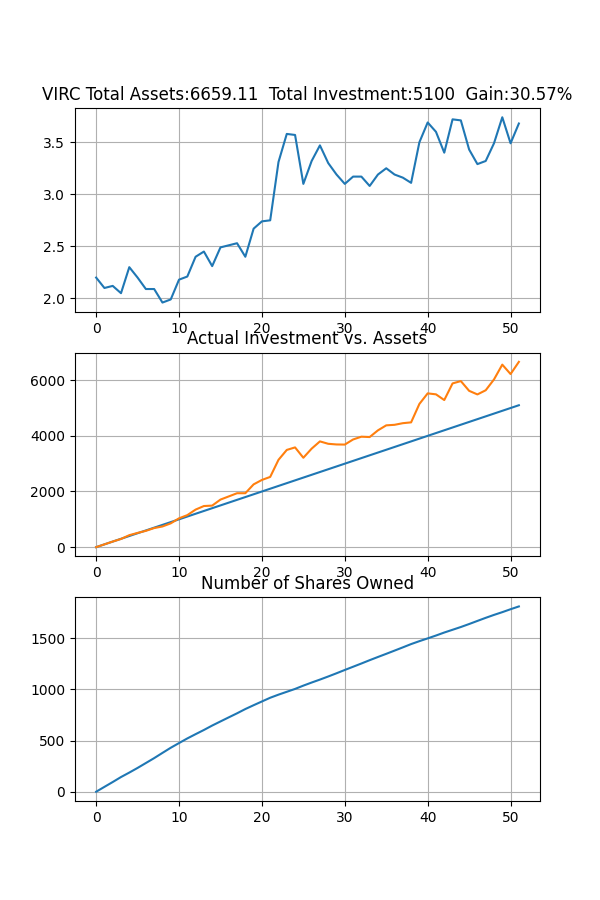 VIRC Total Assets:6659.11  Total Investment:5100  Gain:30.57%
3.5
3.0
2.5
2.0
0 10 20 30 40 50
Actual Investment vs. Assets
6000
4000
2000
0
0 10 20 30 40 50
Number of Shares Owned
1500
1000
500
0
0 10 20 30 40 50